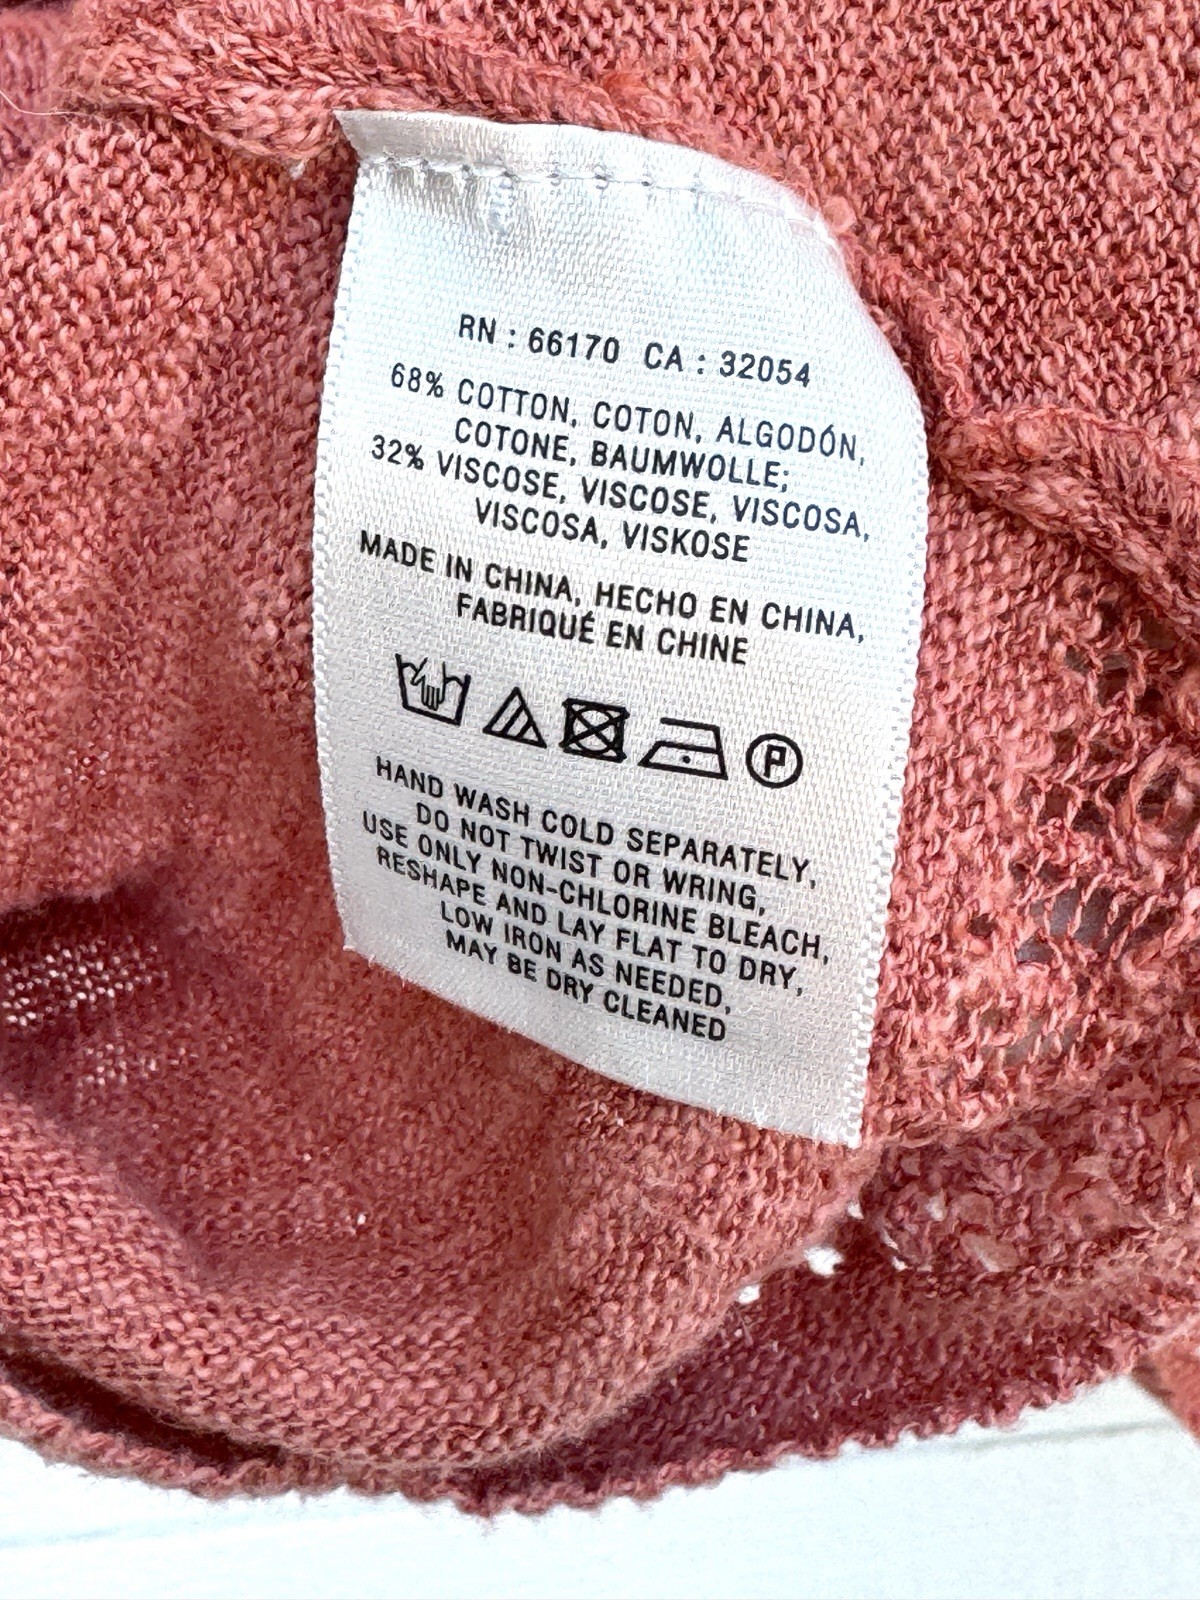 RN : 66170 CA : 32054
68% COTTON, COTON, ALGODÓN,
COTONE, BAUMWOLLE;
32% VISCOSE, VISCOSE, VISCOSA,
VISCOSA, VISKOSE
MADE IN CHINA, HECHO EN CHINA,
FABRIQUÉ EN CHINE
P
HAND WASH COLD SEPARATELY,
DO NOT TWIST OR WRING,
USE ONLY NON-CHLORINE BLEACH,
RESHAPE AND LAY FLAT TO DRY,
LOW IRON AS NEEDED,
MAY BE DRY CLEANED